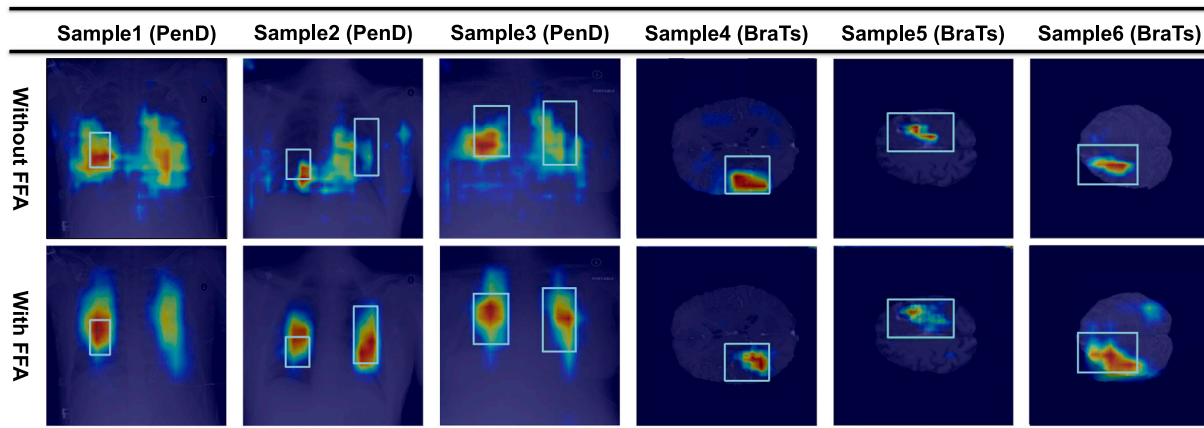 Sample1 (PenD) Sample2 (PenD) Sample3 (PenD) Sample4 (BraTs) Sample5 (BraTs) Sample6 (BraTs)
Without FFA
With FFA